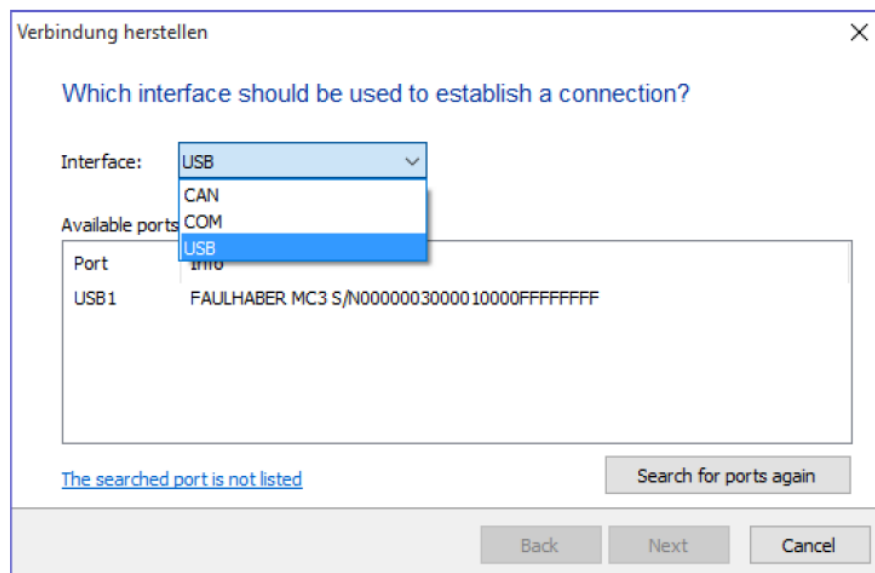 Verbindung herstellen
Which interface should be used to establish a connection?
Interface: USB
CAN
COM
USB
Available ports
Port Info
USB1 FAULHABER MC3 S/N0000003000010000FFFFFFFF
The searched port is not listed
Search for ports again
Back Next Cancel